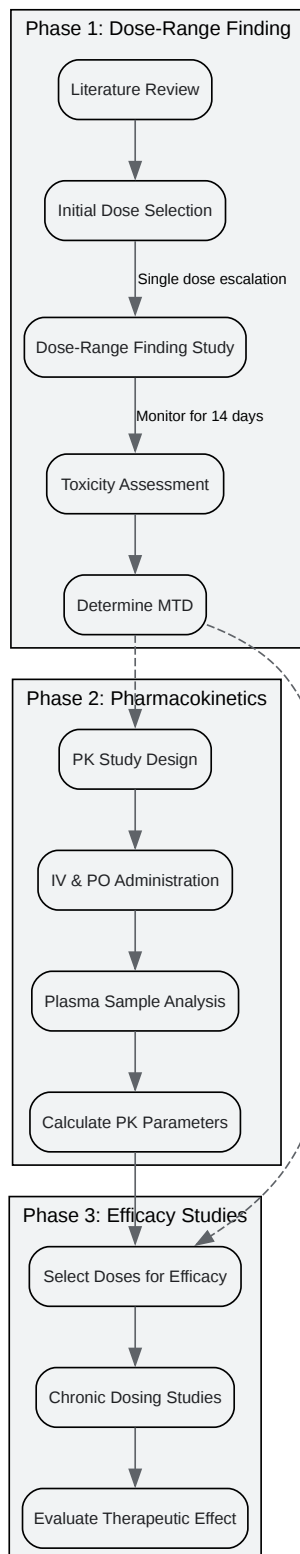 Phase 1: Dose-Range Finding
Literature Review
Initial Dose Selection
Single dose escalation
Dose-Range Finding Study
Monitor for 14 days
Toxicity Assessment
Determine MTD
Phase 2: Pharmacokinetics
PK Study Design
IV & PO Administration
Plasma Sample Analysis
Calculate PK Parameters
Phase 3: Efficacy Studies
Select Doses for Efficacy
Chronic Dosing Studies
Evaluate Therapeutic Effect